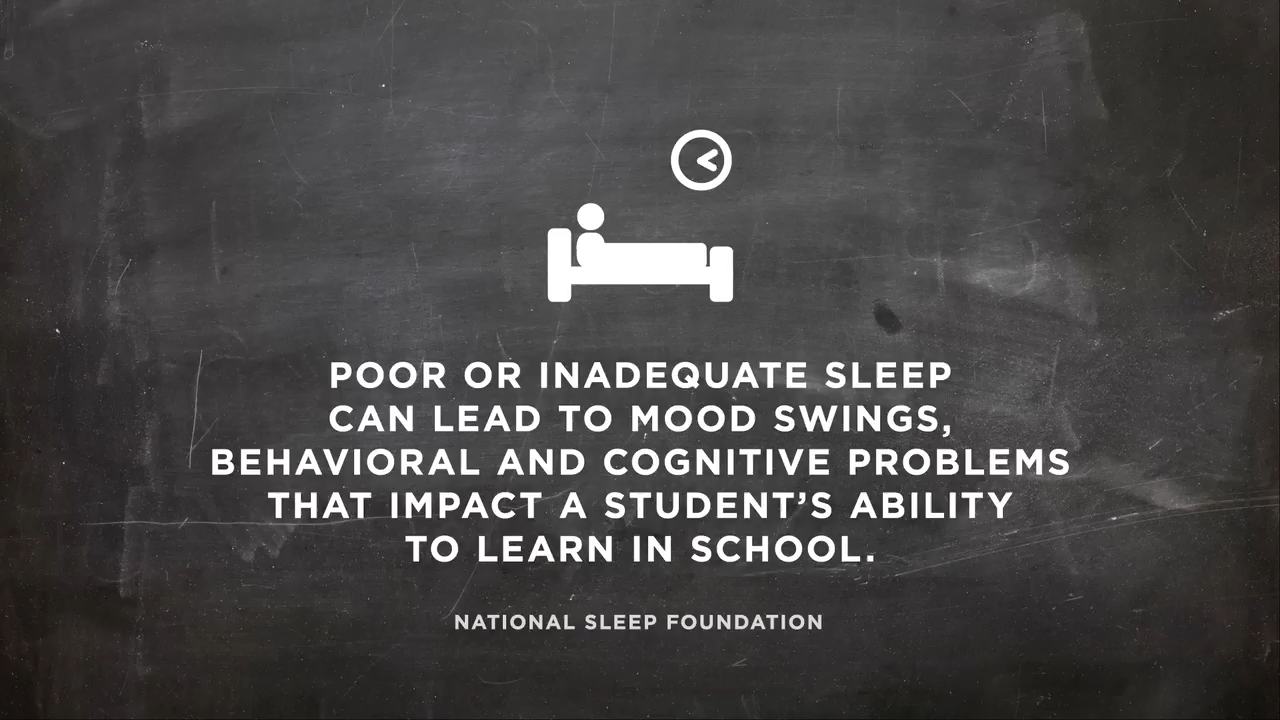 POOR OR INADEQUATE SLEEP
CAN LEAD TO MOOD SWINGS,
BEHAVIORAL AND COGNITIVE PROBLEMS
THAT IMPACT A STUDENT’S ABILITY
TO LEARN IN SCHOOL.
NATIONAL SLEEP FOUNDATION